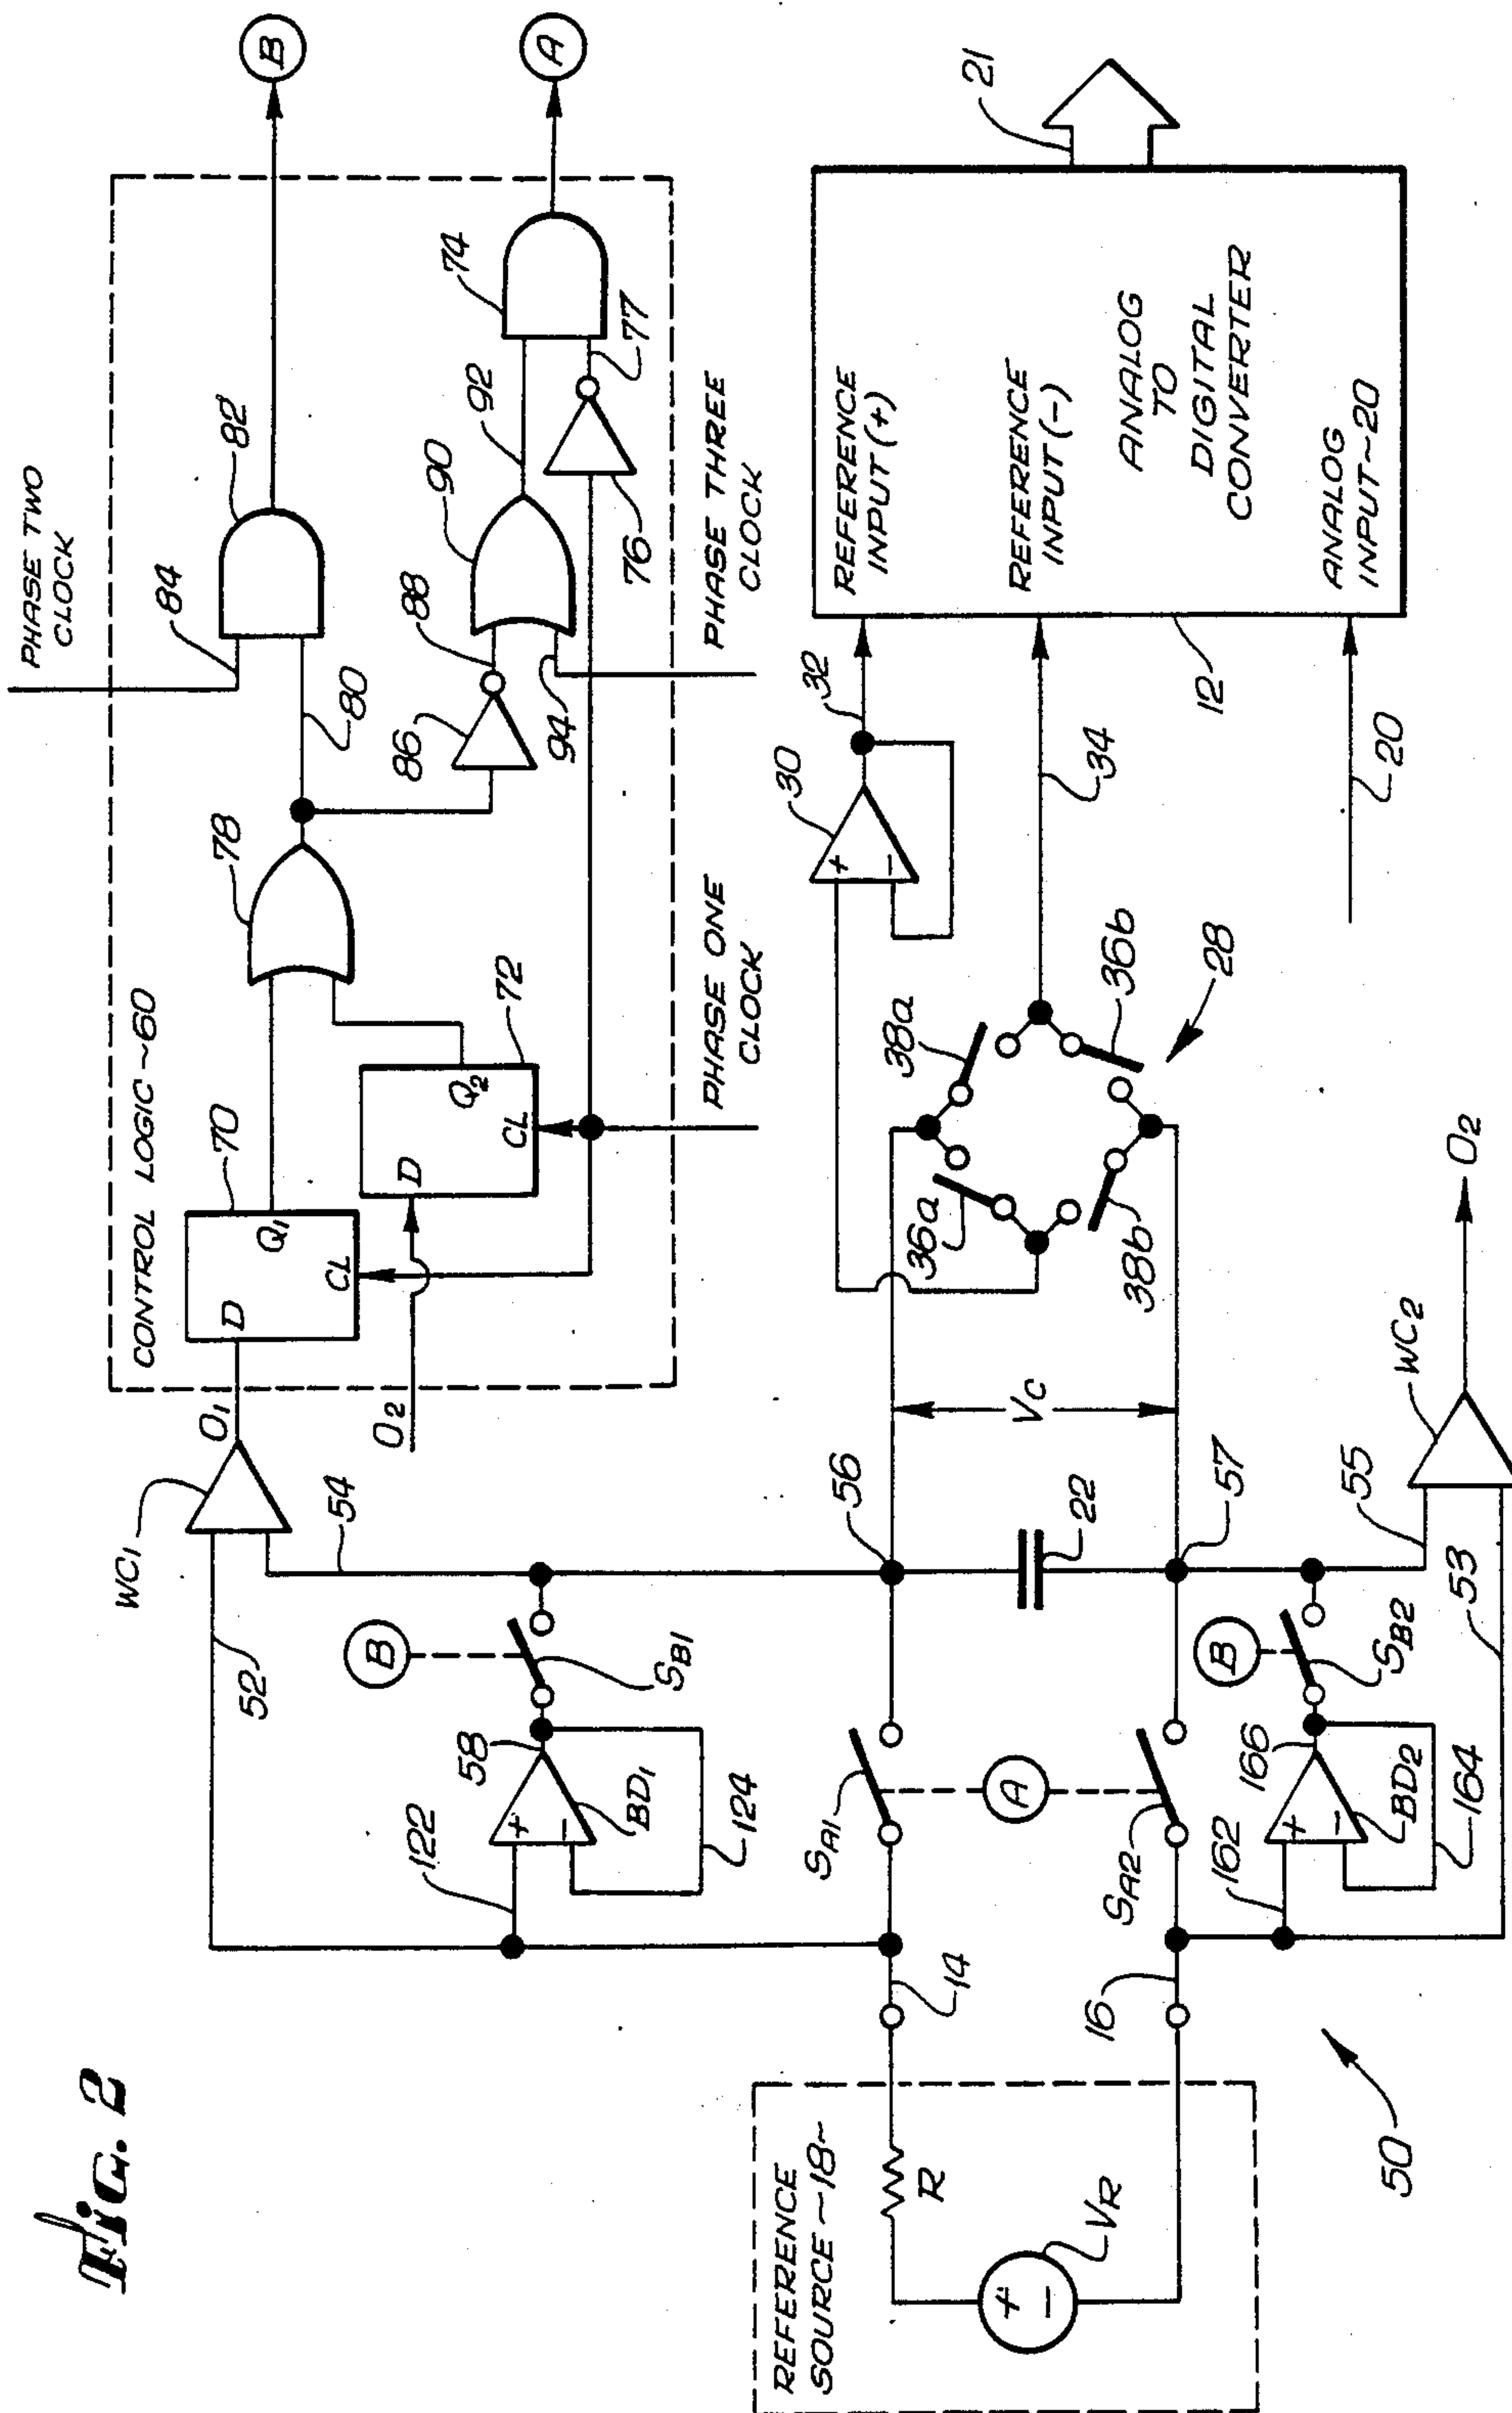 Fig. 2
PHASE TWO
CLOCK
84
82
B
CONTROL LOGIC ~60
70
D
Q1
CL
78
80
WC1
O1
O2
D
Q2
CL
72
86
88
90
92
94
76
77
74
A
52
54
PHASE ONE
CLOCK
PHASE THREE
CLOCK
B
SB1
122
+
−
58
BD1
124
SA1
A
SA2
14
16
REFERENCE
SOURCE ~18~
R
+
−
VR
50
56
22
57
VC
36a
38a
38b
36b
28
30
+
−
32
34
20
12
REFERENCE
INPUT (+)
REFERENCE
INPUT (−)
ANALOG
TO
DIGITAL
CONVERTER
ANALOG
INPUT~20
21
162
+
−
166
BD2
164
B
SB2
53
55
WC2
O2